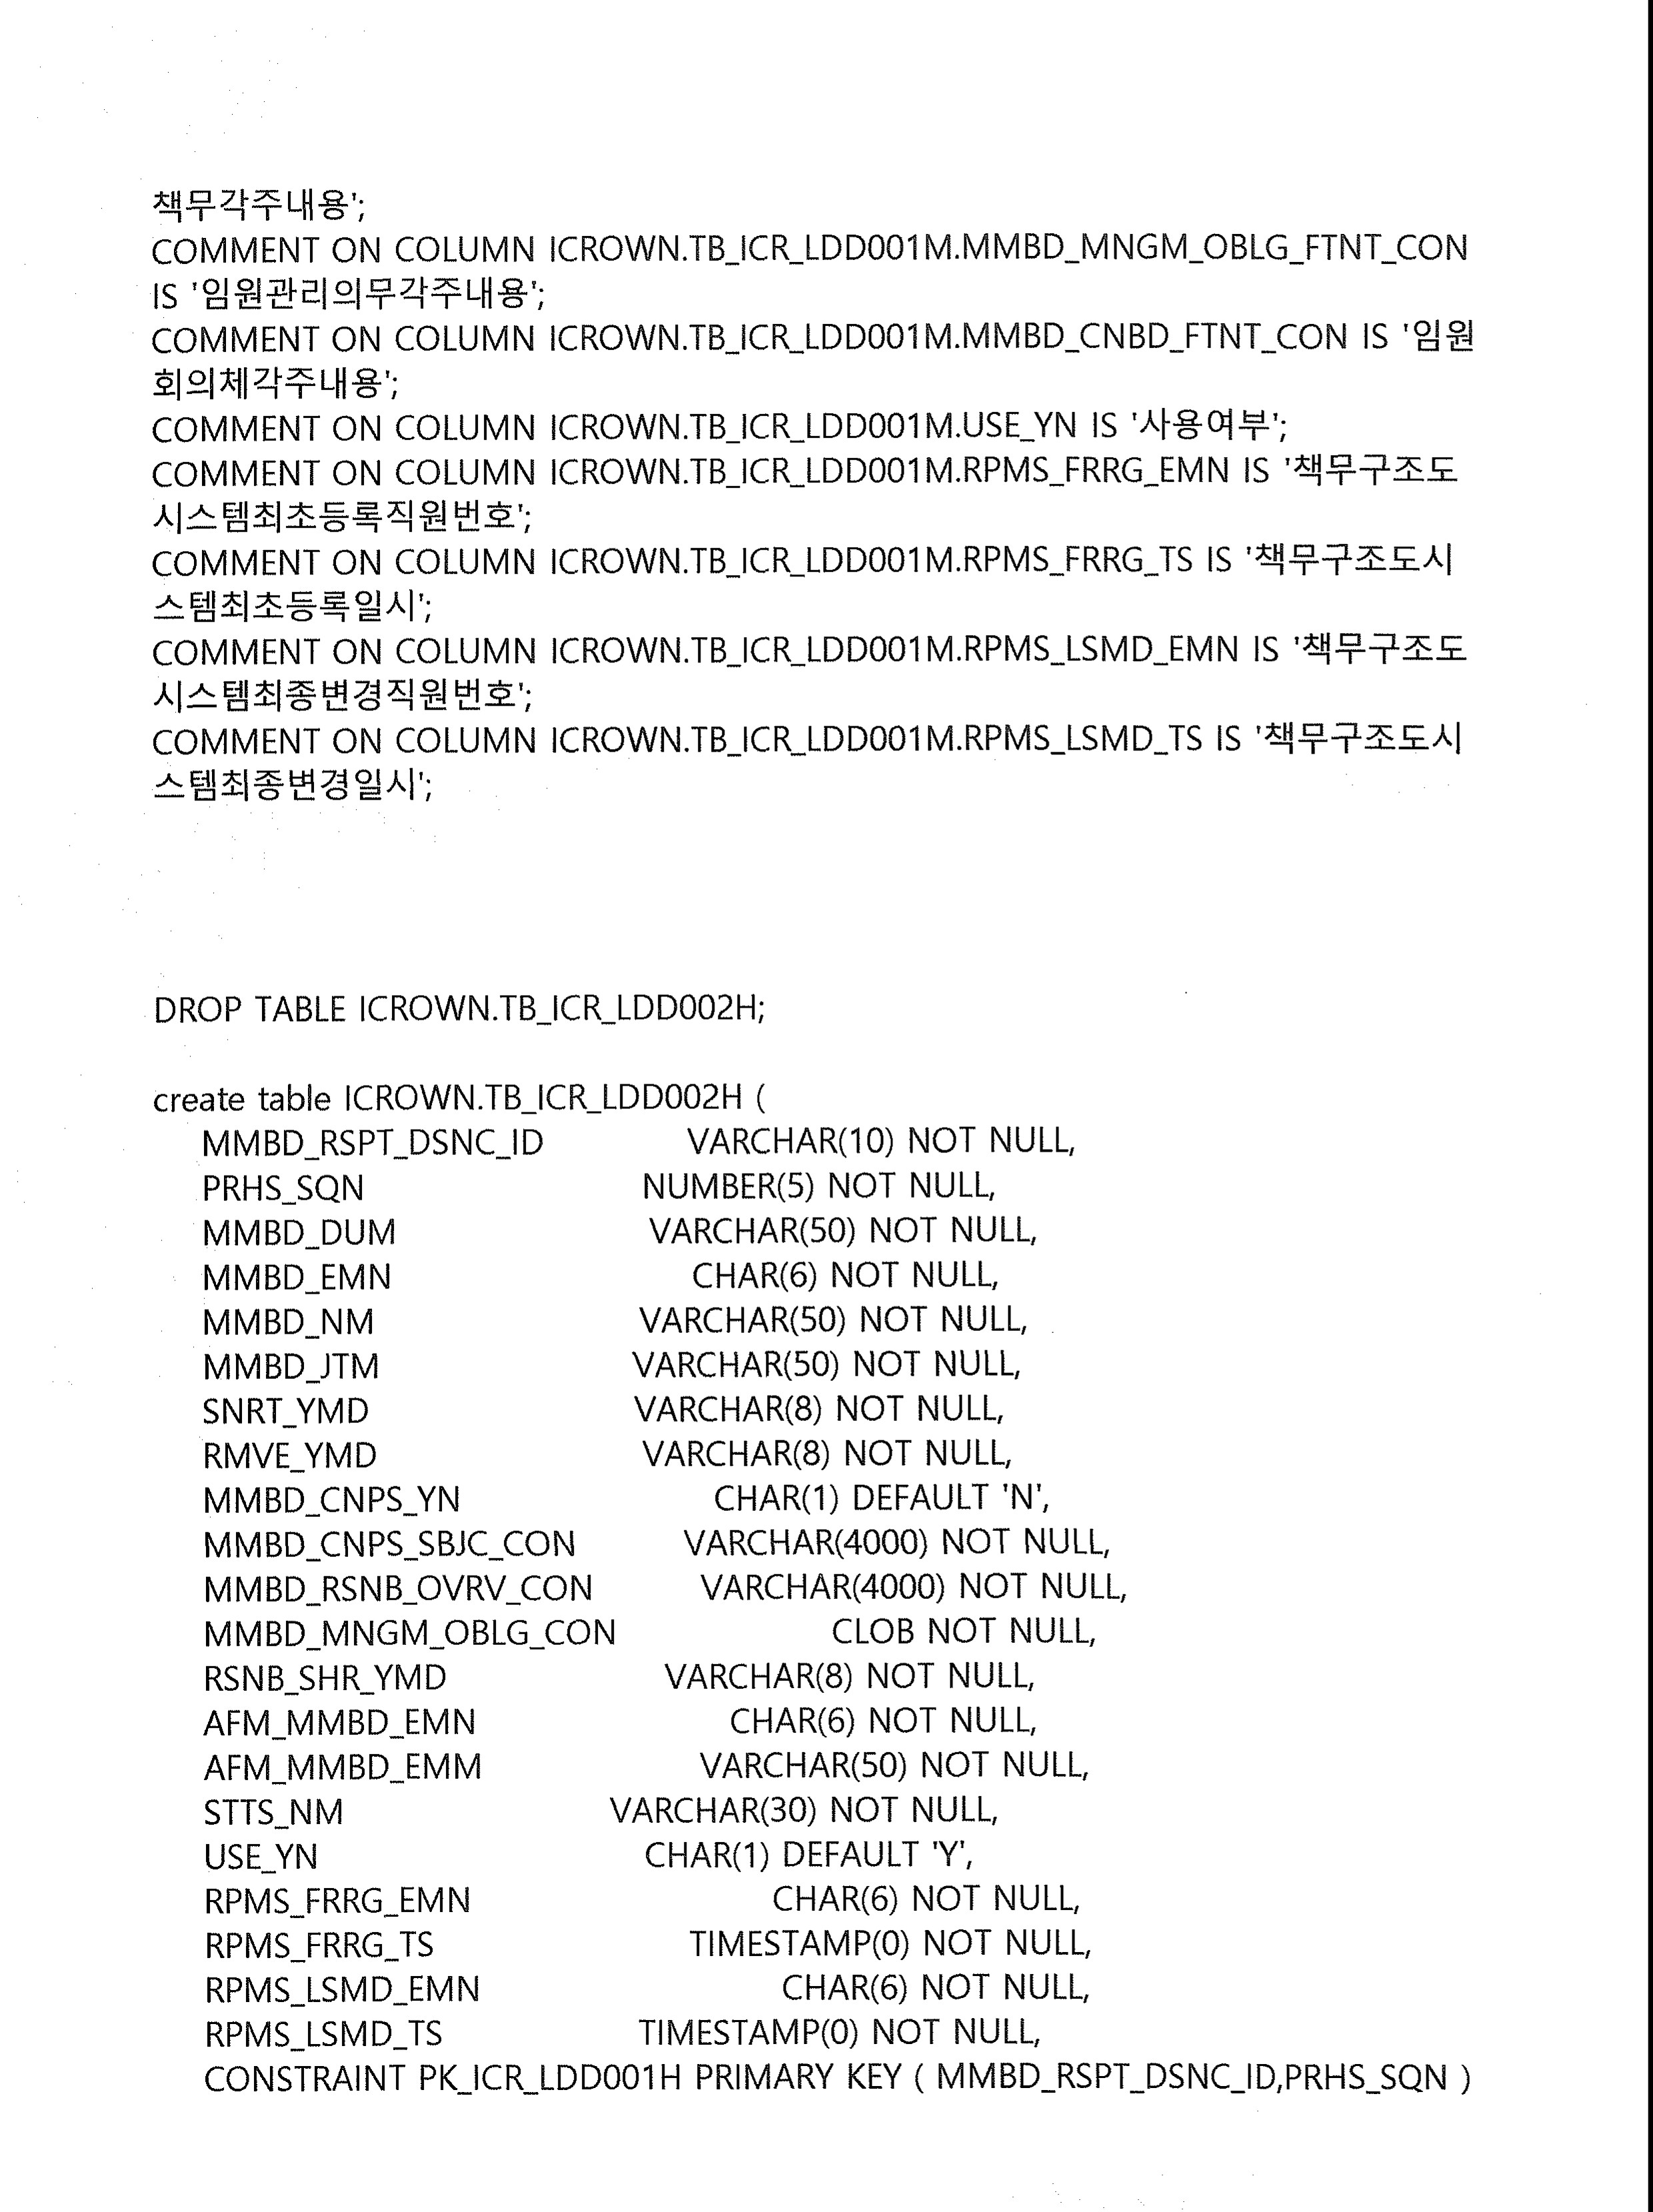 책무각주내용';
COMMENT ON COLUMN ICROWN.TB_ICR_LDD001M.MMBD_MNGM_OBLG_FTNT_CON
IS '임원관리의무각주내용';
COMMENT ON COLUMN ICROWN.TB_ICR_LDD001M.MMBD_CNBD_FTNT_CON IS '임원
회의체각주내용';
COMMENT ON COLUMN ICROWN.TB_ICR_LDD001M.USE_YN IS '사용여부';
COMMENT ON COLUMN ICROWN.TB_ICR_LDD001M.RPMS_FRRG_EMN IS '책무구조도
시스템최초등록직원번호';
COMMENT ON COLUMN ICROWN.TB_ICR_LDD001M.RPMS_FRRG_TS IS '책무구조도시
스템최초등록일시';
COMMENT ON COLUMN ICROWN.TB_ICR_LDD001M.RPMS_LSMD_EMN IS '책무구조도
시스템최종변경직원번호';
COMMENT ON COLUMN ICROWN.TB_ICR_LDD001M.RPMS_LSMD_TS IS '책무구조도시
스템최종변경일시';
DROP TABLE ICROWN.TB_ICR_LDD002H;
create table ICROWN.TB_ICR_LDD002H (
MMBD_RSPT_DSNC_ID VARCHAR(10) NOT NULL,
PRHS_SQN NUMBER(5) NOT NULL,
MMBD_DUM VARCHAR(50) NOT NULL,
MMBD_EMN CHAR(6) NOT NULL,
MMBD_NM VARCHAR(50) NOT NULL,
MMBD_JTM VARCHAR(50) NOT NULL,
SNRT_YMD VARCHAR(8) NOT NULL,
RMVE_YMD VARCHAR(8) NOT NULL,
MMBD_CNPS_YN CHAR(1) DEFAULT 'N',
MMBD_CNPS_SBJC_CON VARCHAR(4000) NOT NULL,
MMBD_RSNB_OVRV_CON VARCHAR(4000) NOT NULL,
MMBD_MNGM_OBLG_CON CLOB NOT NULL,
RSNB_SHR_YMD VARCHAR(8) NOT NULL,
AFM_MMBD_EMN CHAR(6) NOT NULL,
AFM_MMBD_EMM VARCHAR(50) NOT NULL,
STTS_NM VARCHAR(30) NOT NULL,
USE_YN CHAR(1) DEFAULT 'Y',
RPMS_FRRG_EMN CHAR(6) NOT NULL,
RPMS_FRRG_TS TIMESTAMP(0) NOT NULL,
RPMS_LSMD_EMN CHAR(6) NOT NULL,
RPMS_LSMD_TS TIMESTAMP(0) NOT NULL,
CONSTRAINT PK_ICR_LDD001H PRIMARY KEY ( MMBD_RSPT_DSNC_ID,PRHS_SQN )